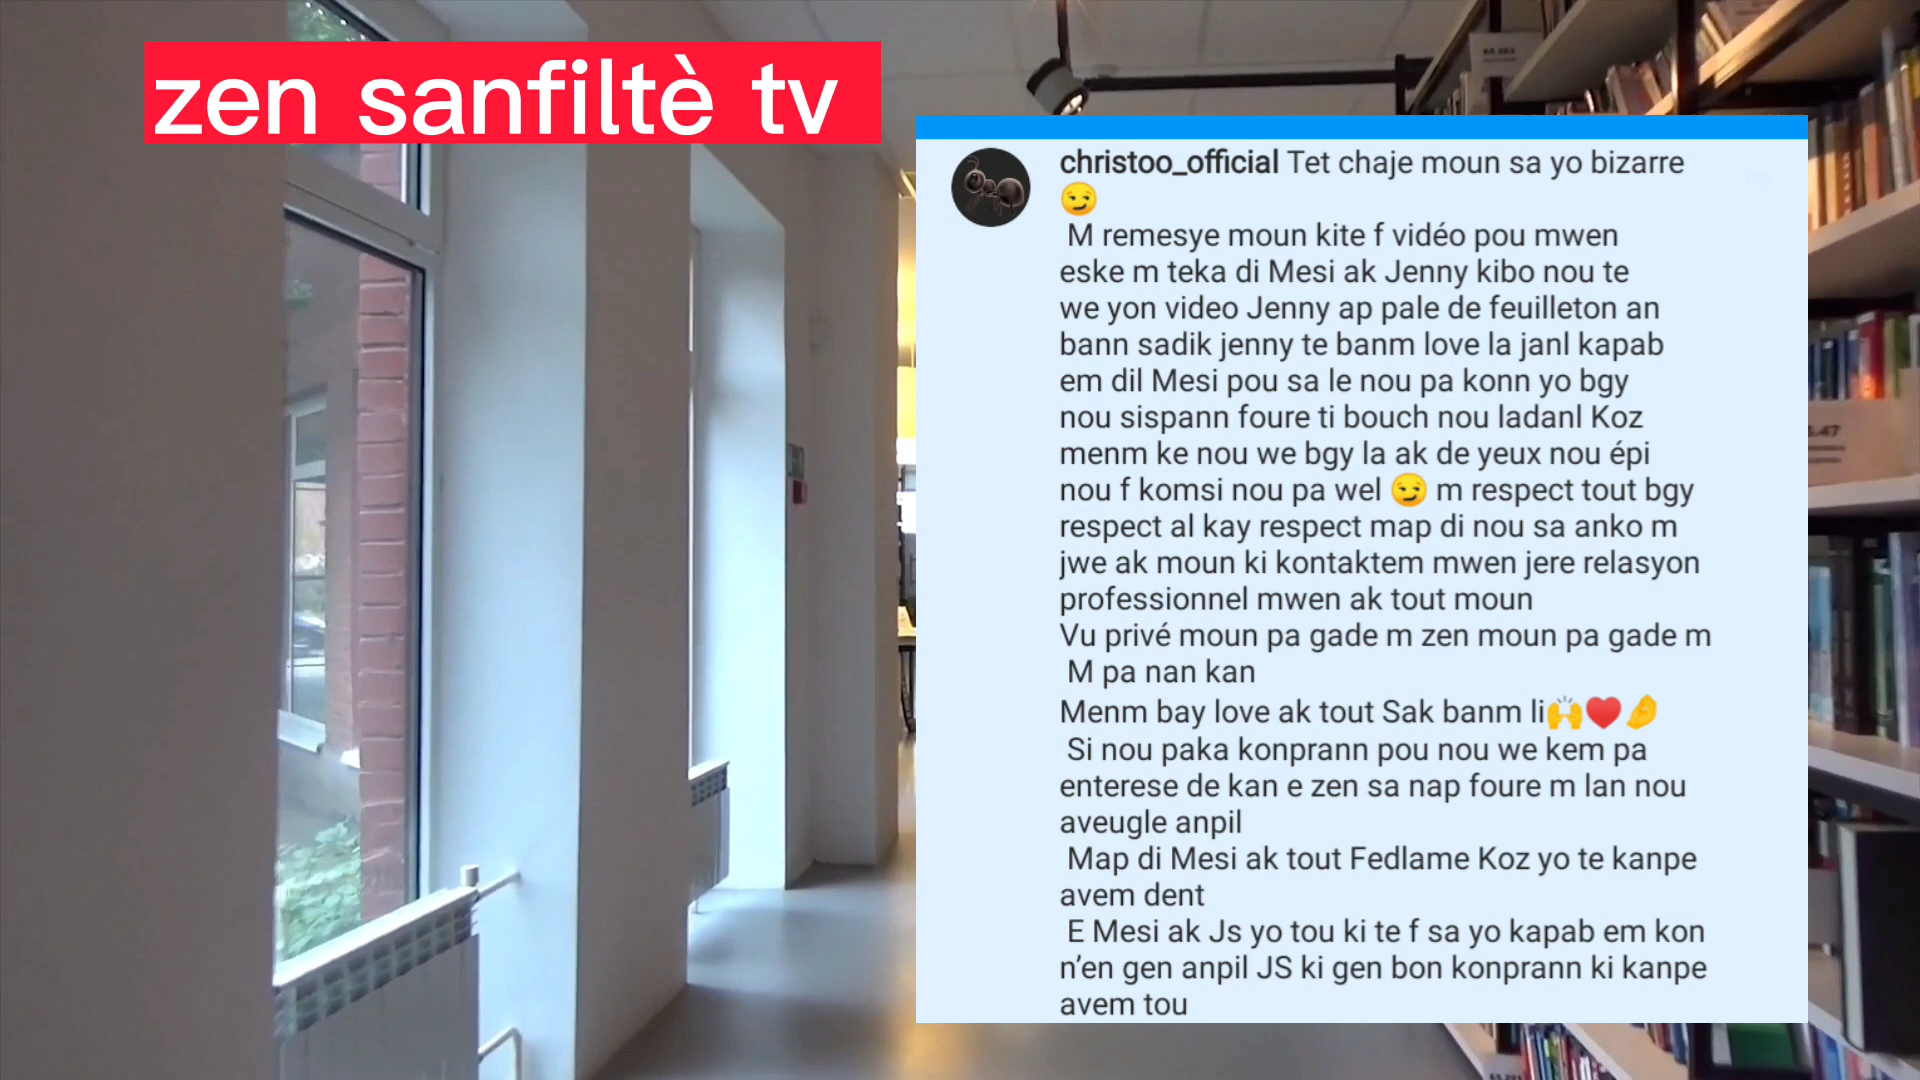 zen sanfiltè tv
christoo_official Tet chaje moun sa yo bizarre
😏
M remesye moun kite f vidéo pou mwen
eske m teka di Mesi ak Jenny kibo nou te
we yon video Jenny ap pale de feuilleton an
bann sadik jenny te banm love la janl kapab
em dil Mesi pou sa le nou pa konn yo bgy
nou sispann foure ti bouch nou ladanl Koz
menm ke nou we bgy la ak de yeux nou épi
nou f komsi nou pa wel 😏 m respect tout bgy
respect al kay respect map di nou sa anko m
jwe ak moun ki kontaktem mwen jere relasyon
professionnel mwen ak tout moun
Vu privé moun pa gade m zen moun pa gade m
M pa nan kan
Menm bay love ak tout Sak banm li🙌♥️🤌
Si nou paka konprann pou nou we kem pa
enterese de kan e zen sa nap foure m lan nou
aveugle anpil
Map di Mesi ak tout Fedlame Koz yo te kanpe
avem dent
E Mesi ak Js yo tou ki te f sa yo kapab em kon
n’en gen anpil JS ki gen bon konprann ki kanpe
avem tou